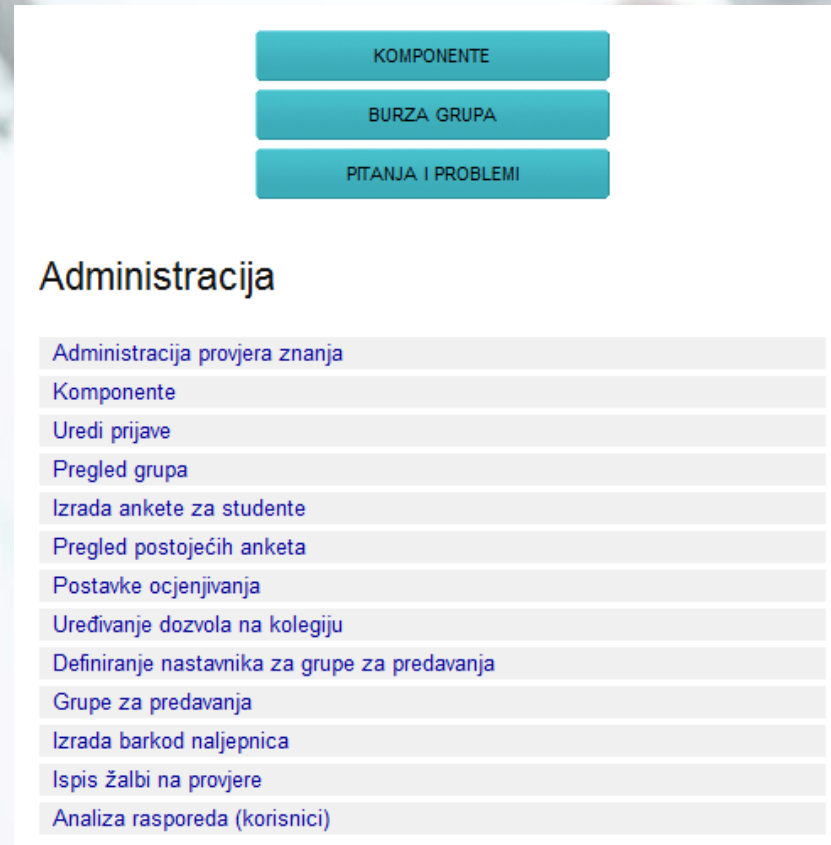 KOMPONENTE
BURZA GRUPA
PITANJA I PROBLEMI
Administracija
Administracija provjera znanja
Komponente
Uredi prijave
Pregled grupa
Izrada ankete za studente
Pregled postojećih anketa
Postavke ocjenjivanja
Uređivanje dozvola na kolegiju
Definiranje nastavnika za grupe za predavanja
Grupe za predavanja
Izrada barkod naljepnica
Ispis žalbi na provjere
Analiza rasporeda (korisnici)